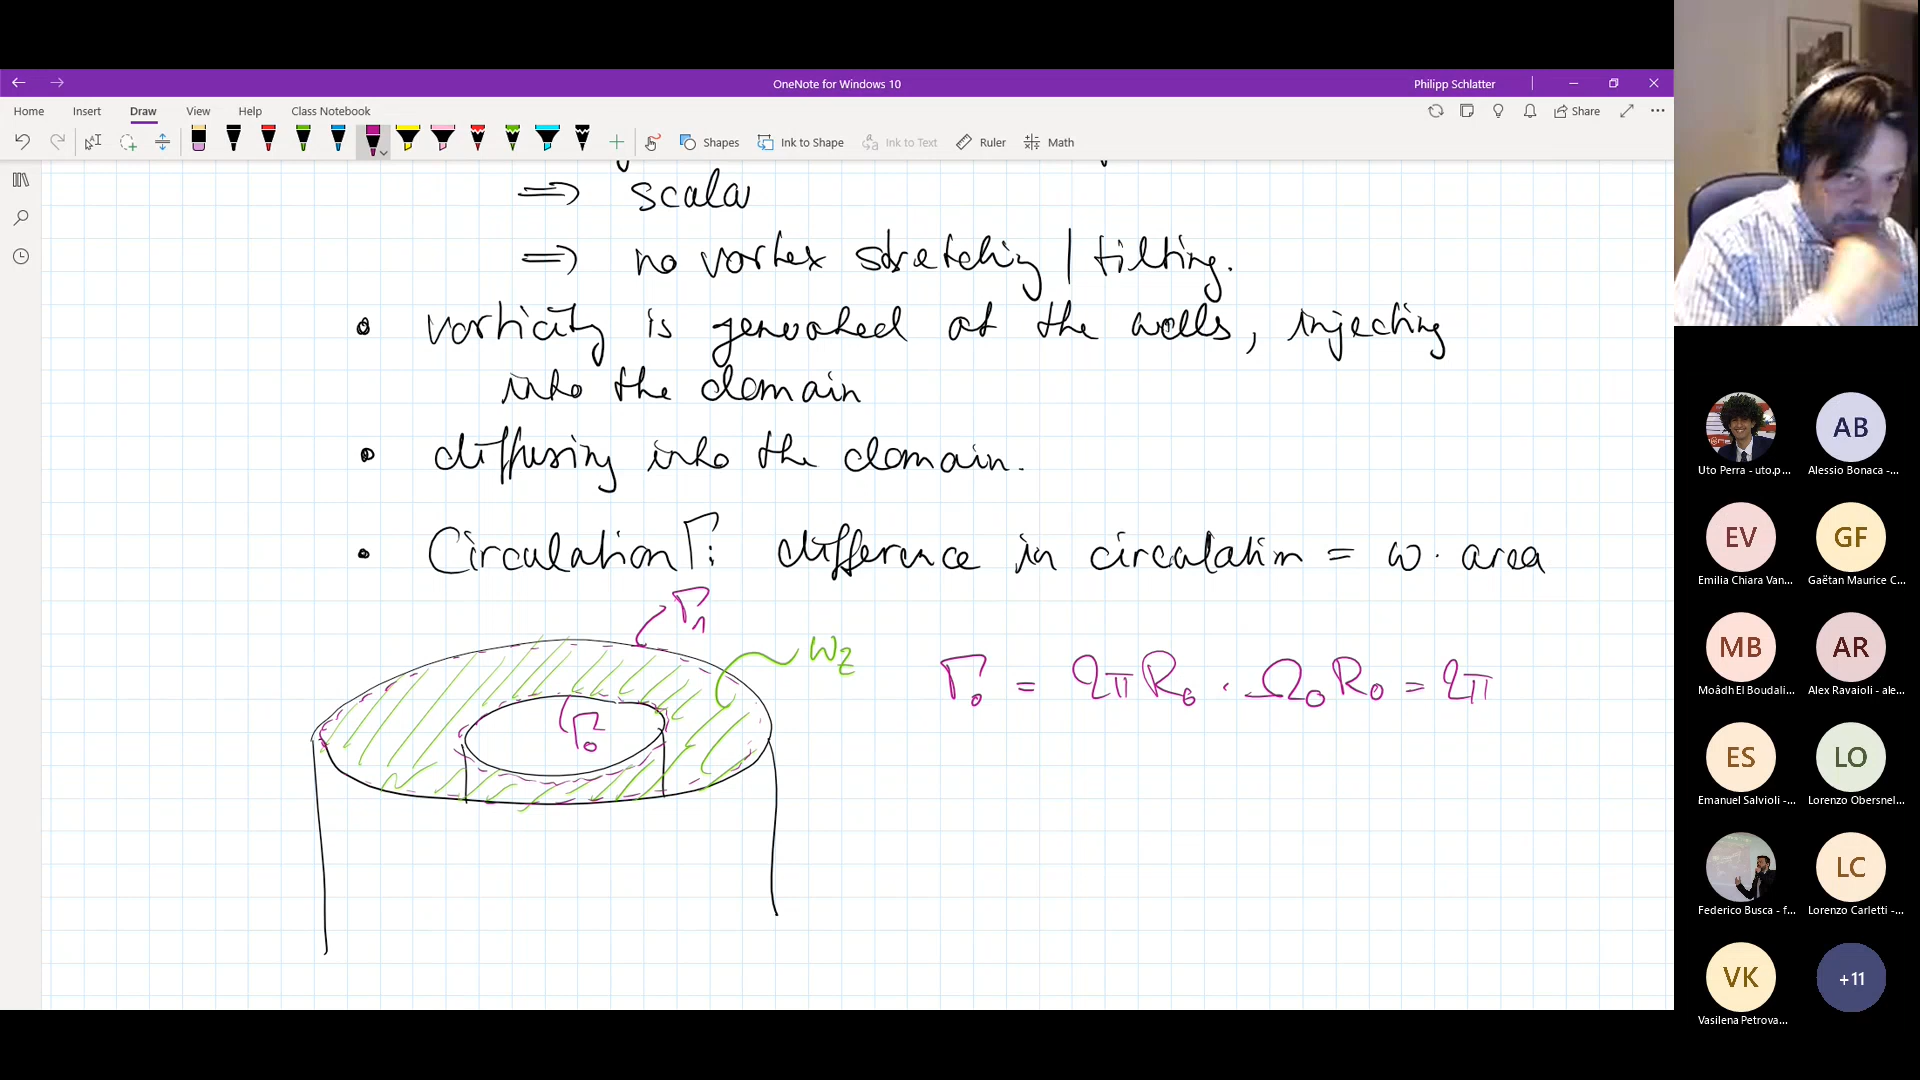 OneNote for Windows 10
Philipp Schlatter
Home Insert Draw View Help Class Notebook
Share
Shapes Ink to Shape Ink to Text Ruler Math
⇒ scalar
⇒ no vortex stretching / tilting.
• vorticity is generated at the walls, injecting
into the domain
• diffusing into the domain.
• Circulation Γ: difference in circulation = ω · area
Γ₁
ω_z
Γ₀
Γ₀ = 2π R₀ · Ω₀ R₀ = 2π
Uto Perra - uto.p...
AB
Alessio Bonaca -...
EV
Emilia Chiara Van...
GF
Gaëtan Maurice C...
MB
Moâdh El Boudali...
AR
Alex Ravaioli - ale...
ES
Emanuel Salvioli -...
LO
Lorenzo Obersnel...
Federico Busca - f...
LC
Lorenzo Carletti -...
VK
Vasilena Petrova...
+11